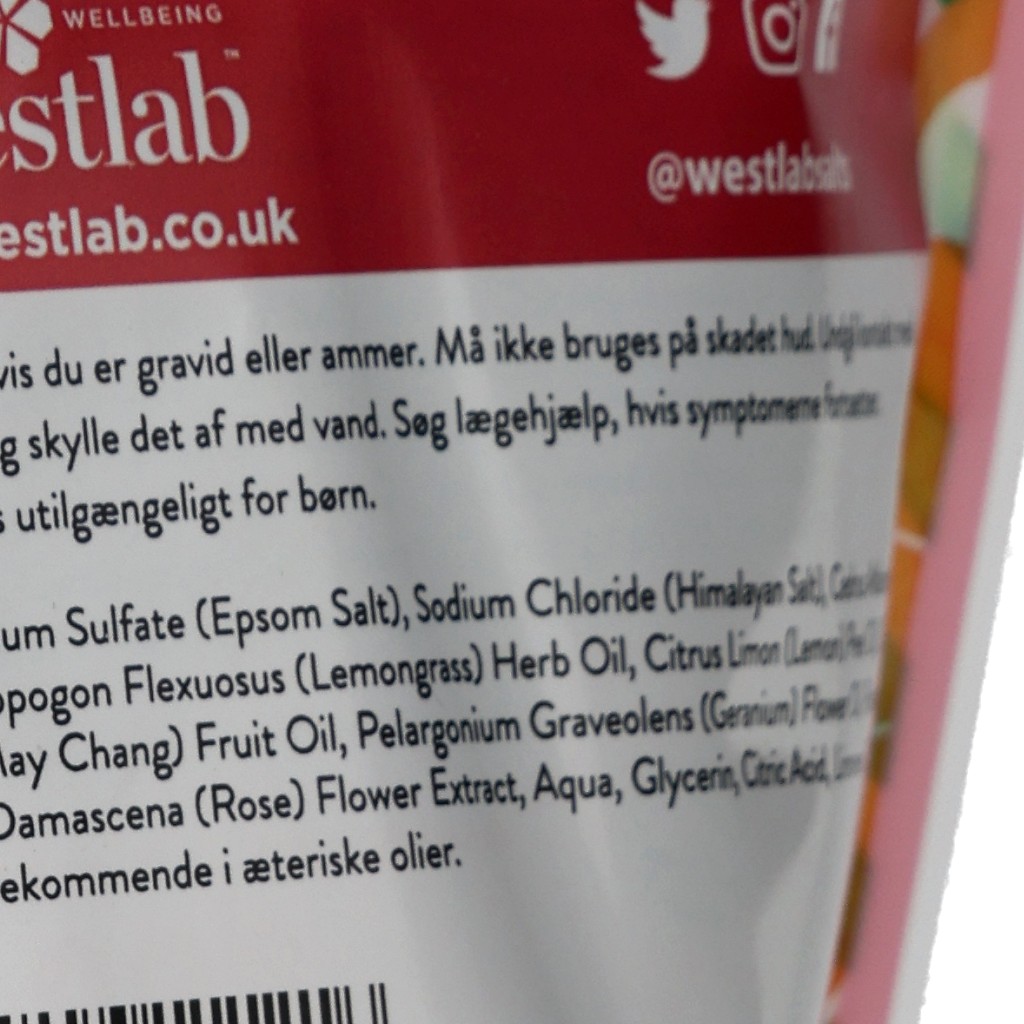 WELLBEING
estlab™
estlab.co.uk
@westlabsalts
vis du er gravid eller ammer. Må ikke bruges på skadet hud.
g skylle det af med vand. Søg lægehjælp, hvis symptomerne
s utilgængeligt for børn.
um Sulfate (Epsom Salt), Sodium Chloride (Himalayan Salt),
opogon Flexuosus (Lemongrass) Herb Oil, Citrus Limon (Lemon)
May Chang) Fruit Oil, Pelargonium Graveolens (Geranium) Flower
Damascena (Rose) Flower Extract, Aqua, Glycerin, Citric Acid,
ekommende i æteriske olier.